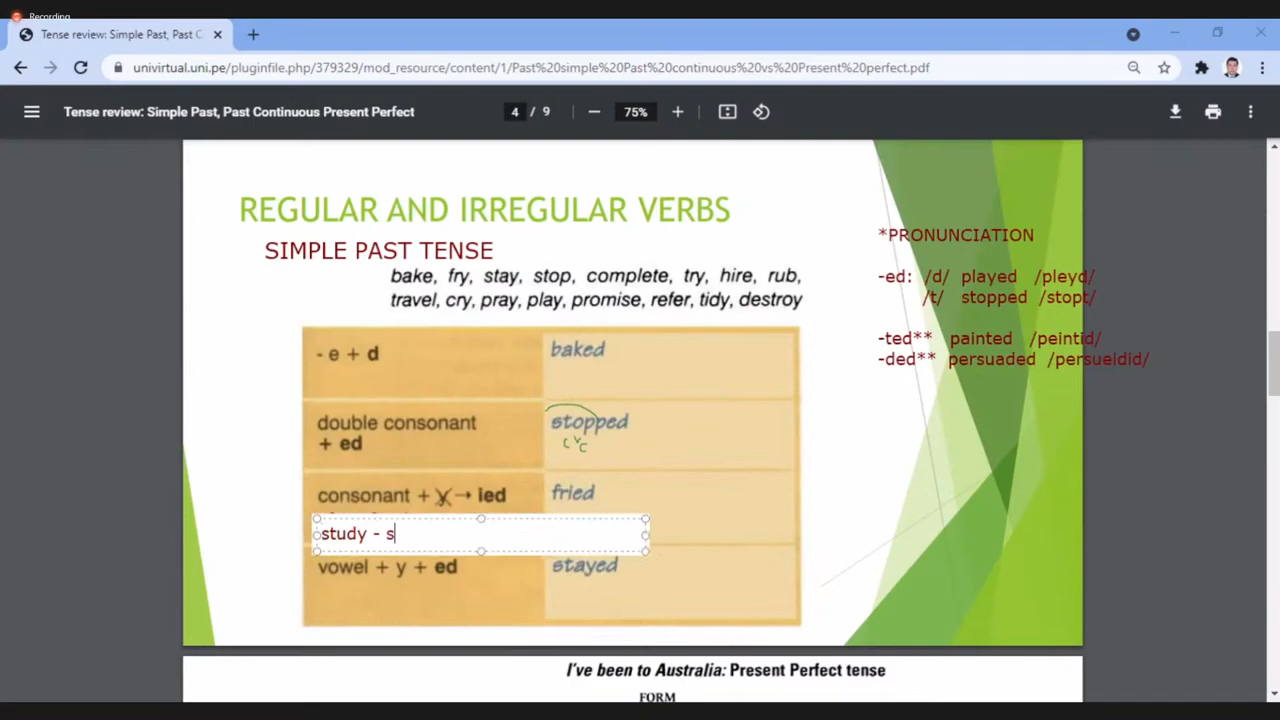 Recording
Tense review: Simple Past, Past C
univirtual.uni.pe/pluginfile.php/379329/mod_resource/content/1/Past%20simple%20Past%20continuous%20vs%20Present%20perfect.pdf
Tense review: Simple Past, Past Continuous Present Perfect
4 / 9
75%
REGULAR AND IRREGULAR VERBS
SIMPLE PAST TENSE
bake, fry, stay, stop, complete, try, hire, rub,
travel, cry, pray, play, promise, refer, tidy, destroy
*PRONUNCIATION
-ed: /d/ played /pleyd/
/t/ stopped /stopt/
-ted** painted /peintid/
-ded** persuaded /persueidid/
- e + d
baked
double consonant
+ ed
stopped
c v c
consonant + y → ied
fried
study - s
vowel + y + ed
stayed
I've been to Australia: Present Perfect tense
FORM